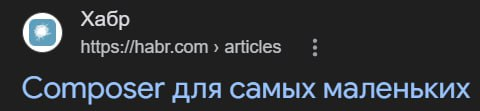 Хабр
https://habr.com › articles
Composer для самых маленьких